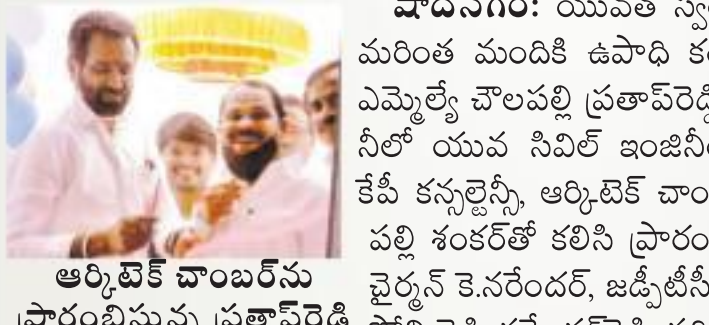 ఆర్కిటెక్ చాంబర్‌ను
ప్రారంభిస్తున్న ప్రతాప్‌రెడ్డి
షాద్‌నగర్‌: యువత
మరింత మందికి ఉపాధి
ఎమ్మెల్యే చౌలపల్లి ప్రతాప్‌రెడ్డి
నీలో యువ సివిల్ ఇంజినీ
కేపీ కన్సల్టెన్సీ, ఆర్కిటెక్ చాం
పల్లి శంకర్‌తో కలిసి ప్రారం
చైర్మన్ కె.నరేందర్, జడ్పీటీసీ